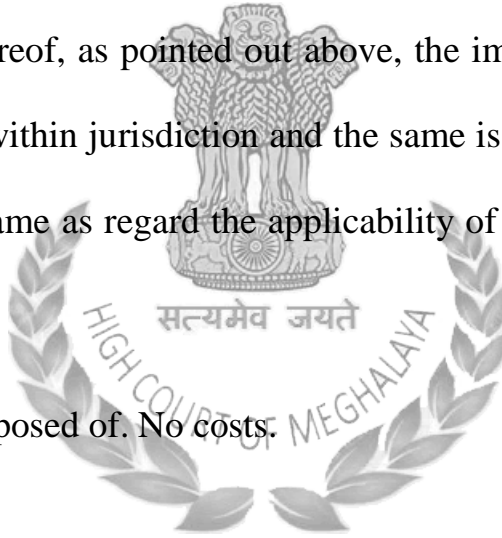 reof, as pointed out above, the im
within jurisdiction and the same is
ame as regard the applicability of
सत्यमेव जयते
HIGH COURT OF MEGHALAYA
posed of. No costs.